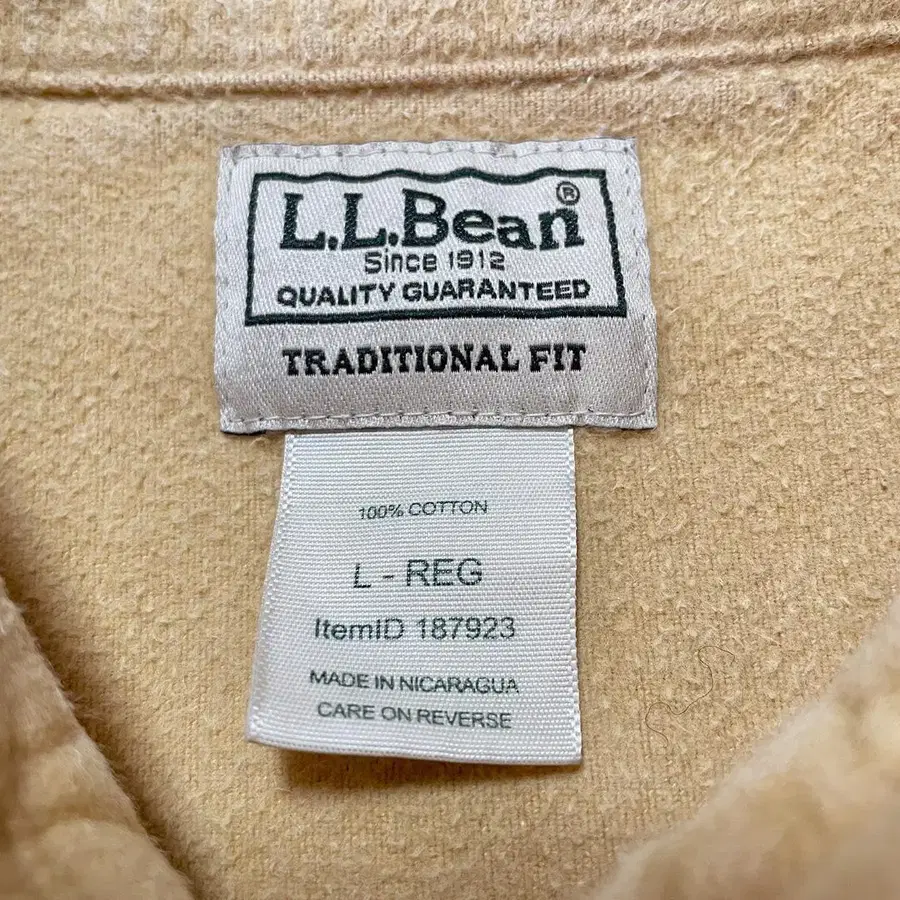 L.L.Bean®
Since 1912
QUALITY GUARANTEED
TRADITIONAL FIT
100% COTTON
L - REG
ItemID 187923
MADE IN NICARAGUA
CARE ON REVERSE